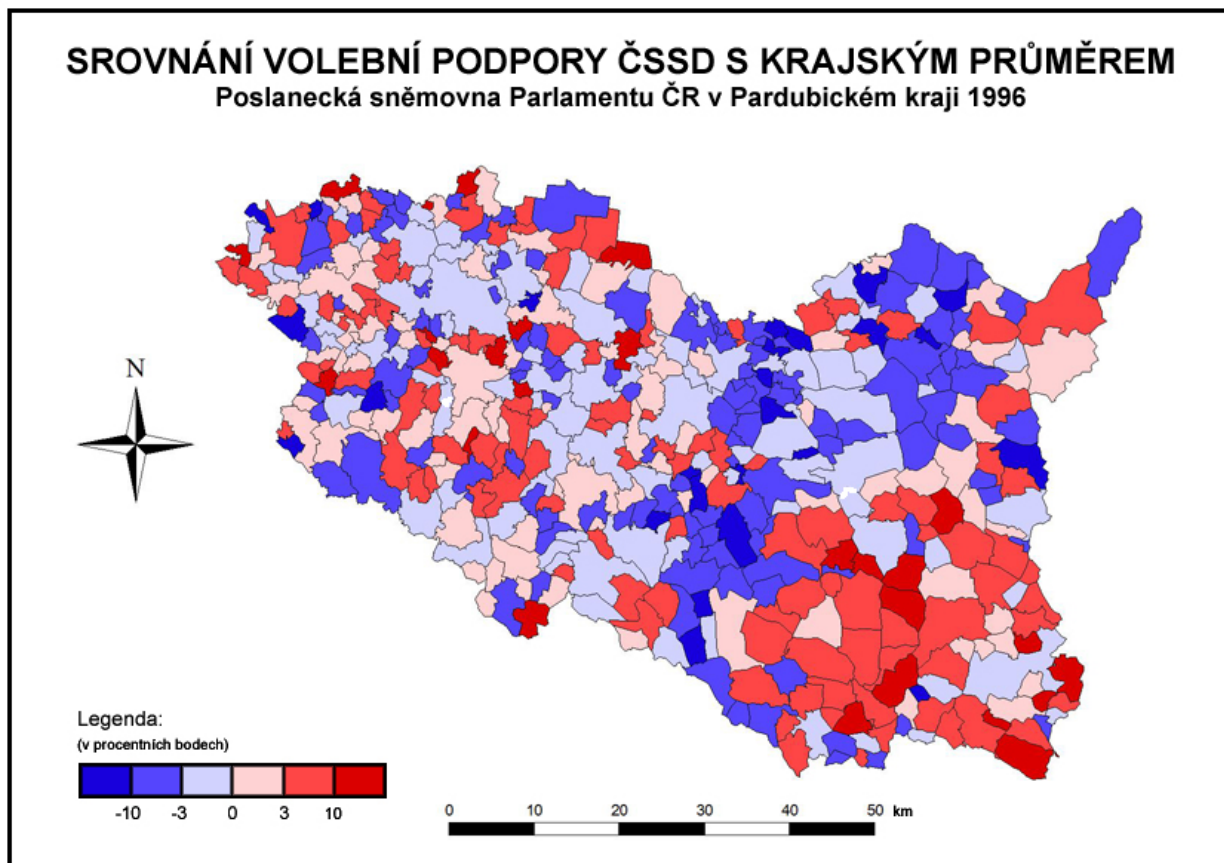 SROVNÁNÍ VOLEBNÍ PODPORY ČSSD S KRAJSKÝM PRŮMĚREM
Poslanecká sněmovna Parlamentu ČR v Pardubickém kraji 1996
N
Legenda:
(v procentních bodech)
-10 -3 0 3 10
0 10 20 30 40 50 km